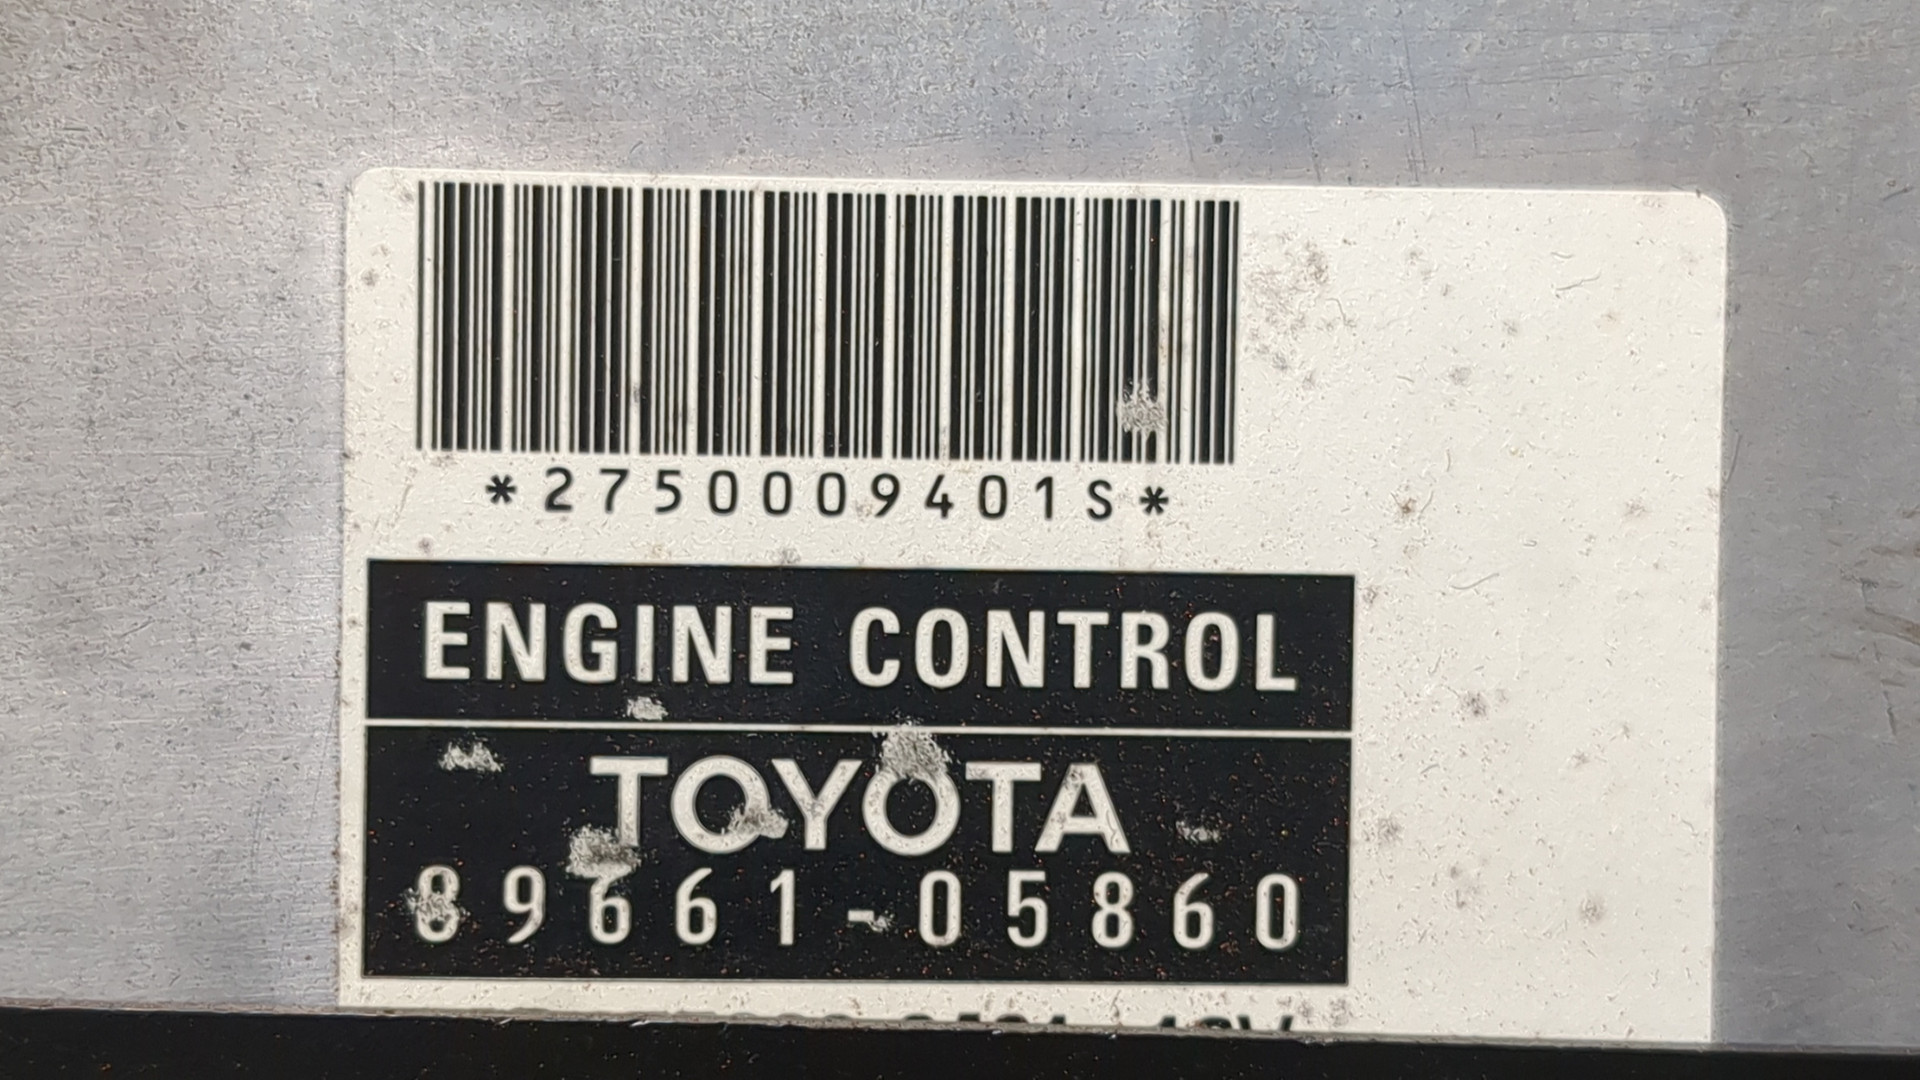 *2750009401S*
ENGINE CONTROL
TOYOTA
89661-05860